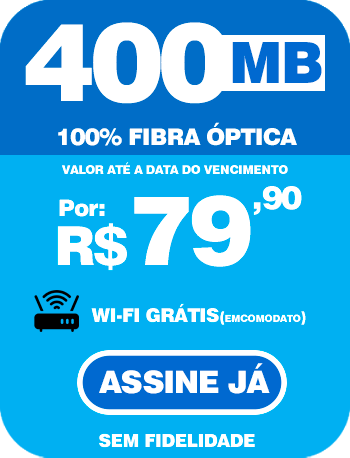 400 MB
100% FIBRA ÓPTICA
VALOR ATÉ A DATA DO VENCIMENTO
Por:
R$ 79,90
WI-FI GRÁTIS(EMCOMODATO)
ASSINE JÁ
SEM FIDELIDADE